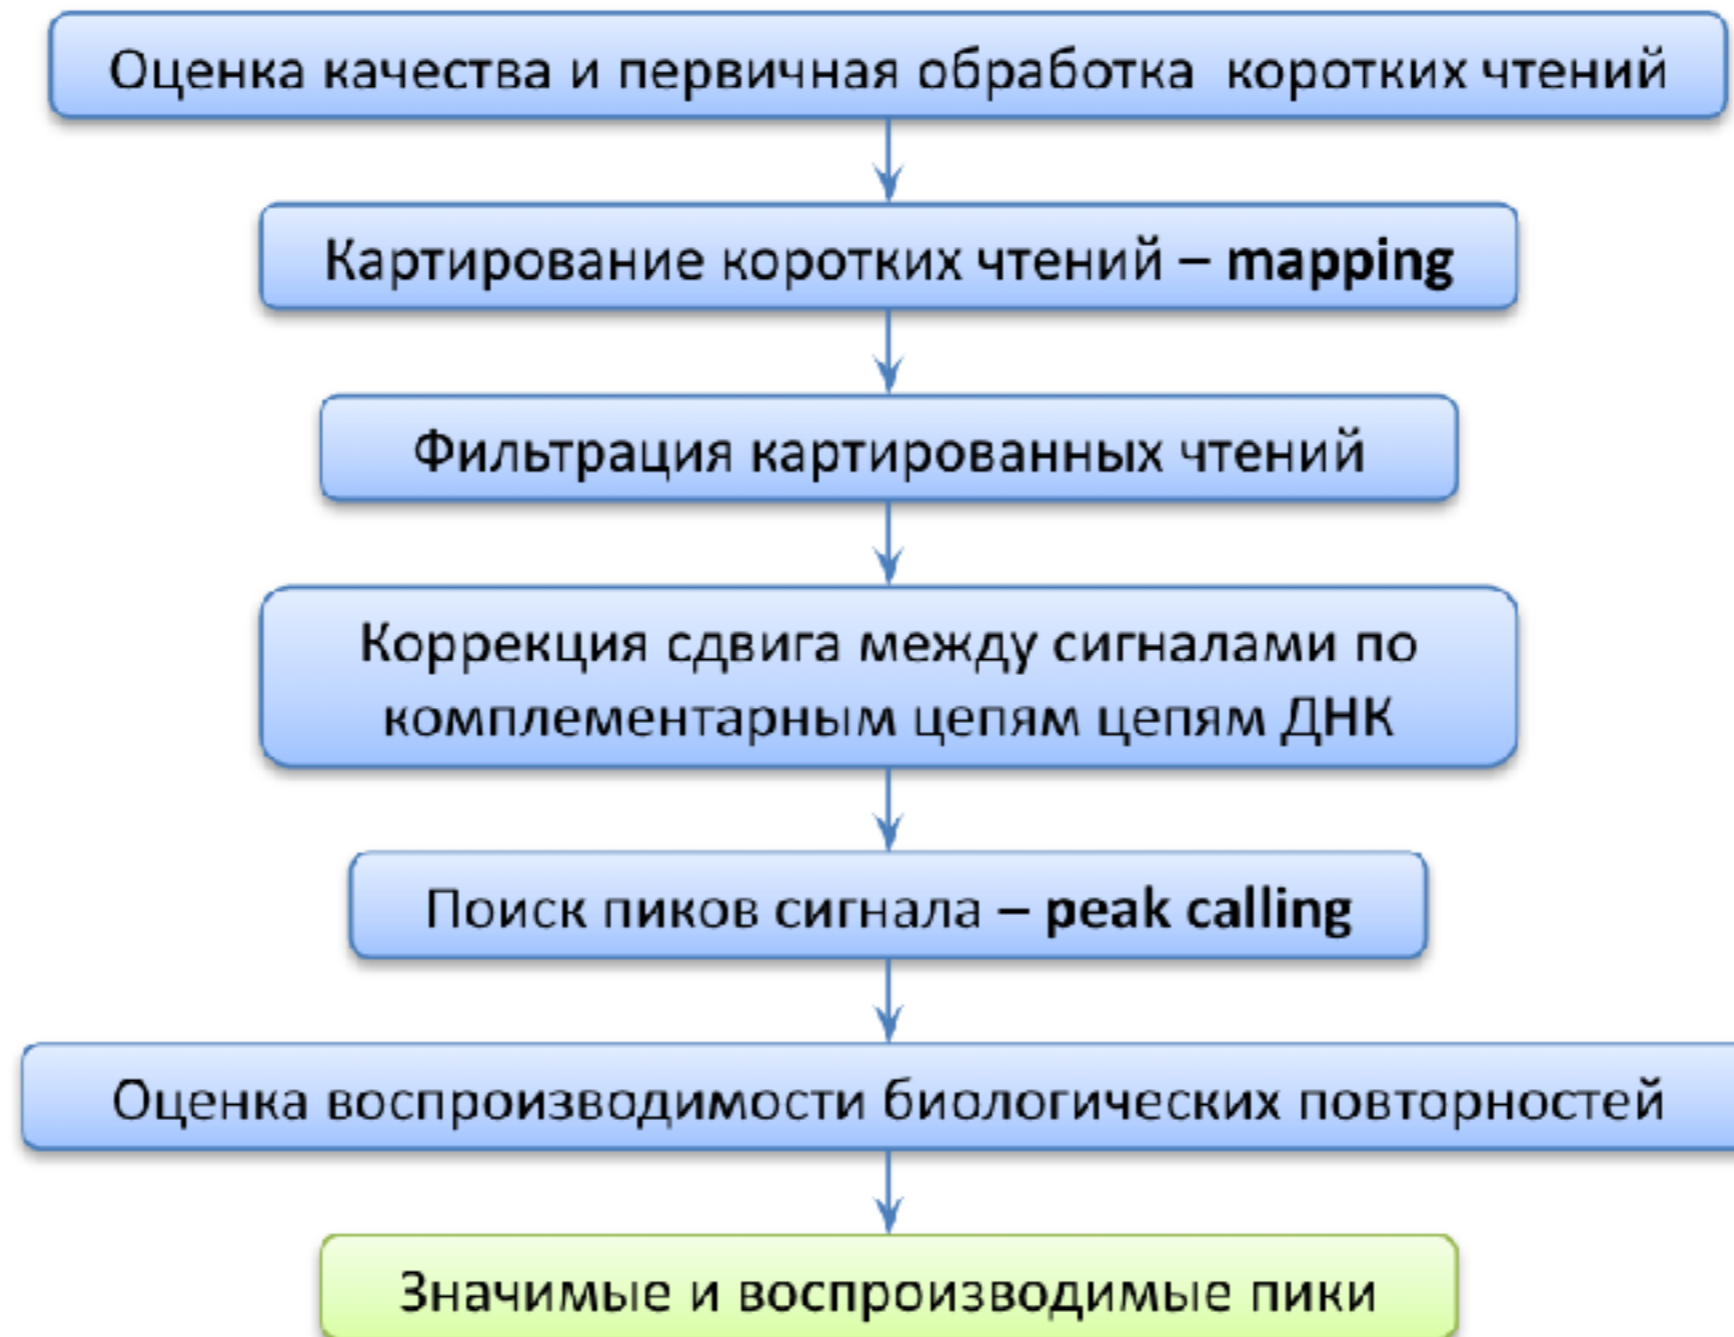 Оценка качества и первичная обработка коротких чтений
Картирование коротких чтений – mapping
Фильтрация картированных чтений
Коррекция сдвига между сигналами по
комплементарным цепям цепям ДНК
Поиск пиков сигнала – peak calling
Оценка воспроизводимости биологических повторностей
Значимые и воспроизводимые пики